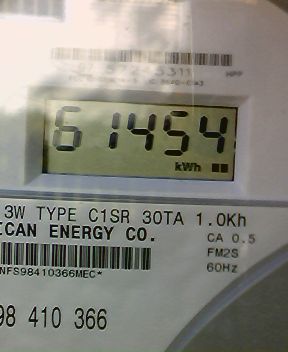 61454
kWh
3W TYPE C1SR 30TA 1.0Kh
ICAN ENERGY CO.
CA 0.5
FM2S
NFS98410366MEC*
60Hz
98 410 366